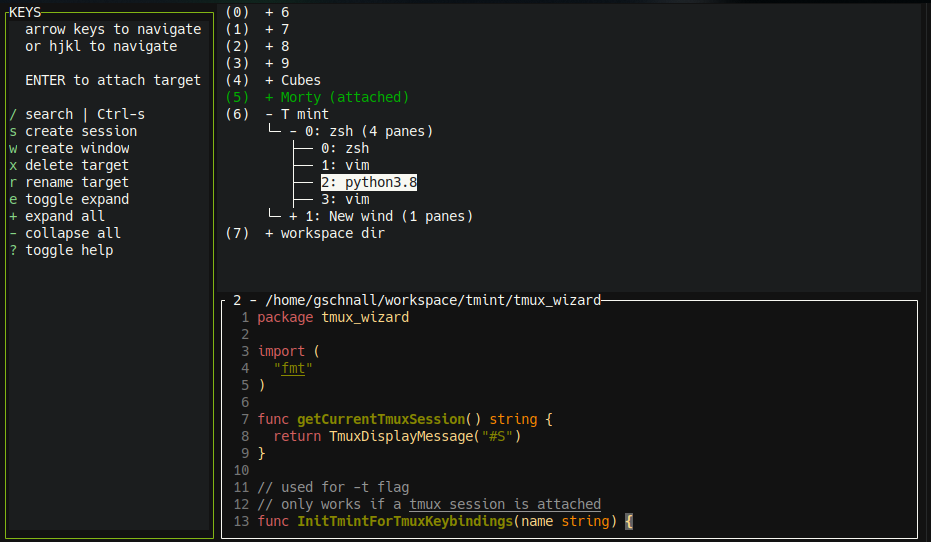 KEYS
arrow keys to navigate
or hjkl to navigate
ENTER to attach target
/ search | Ctrl-s
s create session
w create window
x delete target
r rename target
e toggle expand
+ expand all
- collapse all
? toggle help
(0) + 6
(1) + 7
(2) + 8
(3) + 9
(4) + Cubes
(5) + Morty (attached)
(6) - T mint
- 0: zsh (4 panes)
0: zsh
1: vim
2: python3.8
3: vim
+ 1: New wind (1 panes)
(7) + workspace dir
2 - /home/gschnall/workspace/tmint/tmux_wizard
1 package tmux_wizard
2
3 import (
4 "fmt"
5 )
6
7 func getCurrentTmuxSession() string {
8 return TmuxDisplayMessage("#S")
9 }
10
11 // used for -t flag
12 // only works if a tmux session is attached
13 func InitTmintForTmuxKeybindings(name string) {